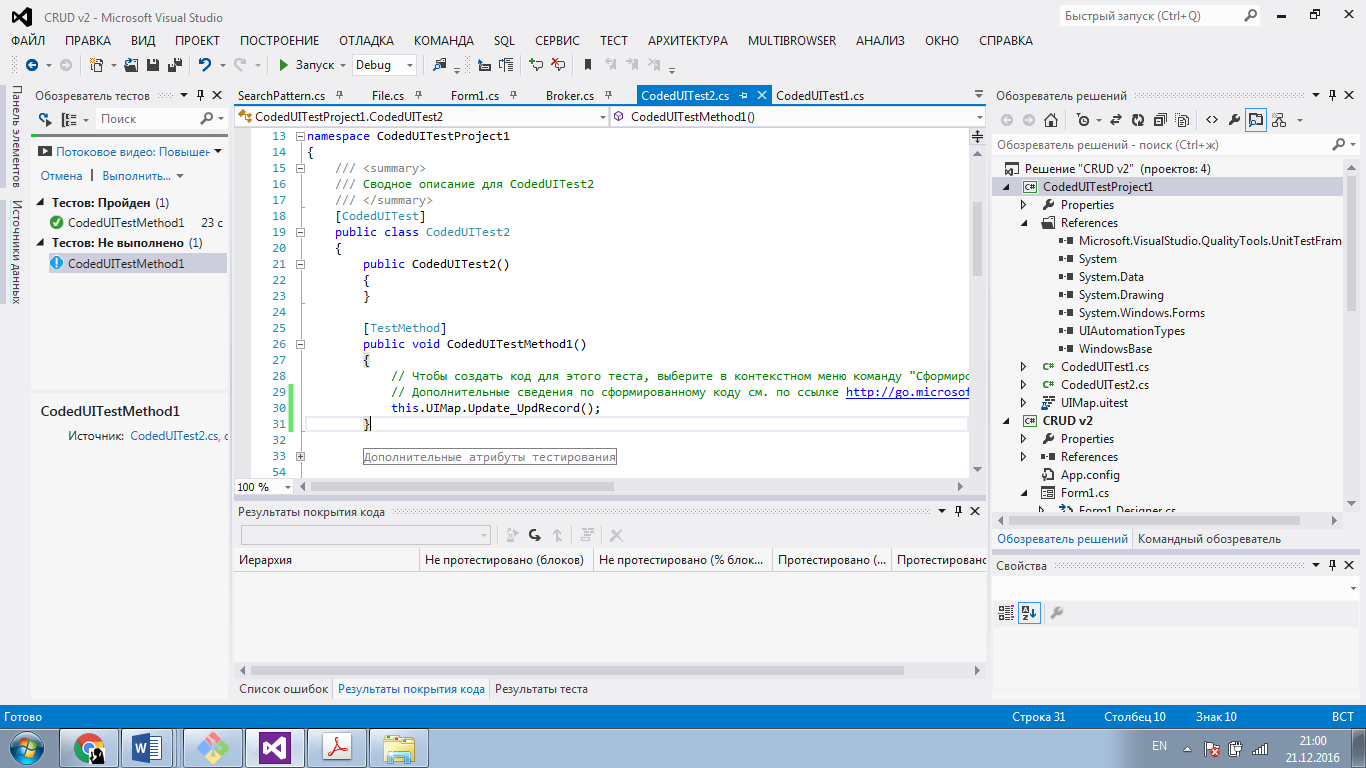 CRUD v2 - Microsoft Visual Studio
Быстрый запуск (Ctrl+Q)
ФАЙЛ ПРАВКА ВИД ПРОЕКТ ПОСТРОЕНИЕ ОТЛАДКА КОМАНДА SQL СЕРВИС ТЕСТ АРХИТЕКТУРА MULTIBROWSER АНАЛИЗ ОКНО СПРАВКА
Запуск Debug
Панель элементов
Источники данных
Обозреватель тестов
Поиск
Потоковое видео: Повышен
Отмена | Выполнить...
Тестов: Пройден (1)
CodedUITestMethod1 23 с
Тестов: Не выполнено (1)
CodedUITestMethod1
CodedUITestMethod1
Источник: CodedUITest2.cs, с
SearchPattern.cs File.cs Form1.cs Broker.cs CodedUITest2.cs CodedUITest1.cs
CodedUITestProject1.CodedUITest2 CodedUITestMethod1()
13 namespace CodedUITestProject1
14 {
15 /// <summary>
16 /// Сводное описание для CodedUITest2
17 /// </summary>
18 [CodedUITest]
19 public class CodedUITest2
20 {
21 public CodedUITest2()
22 {
23 }
24
25 [TestMethod]
26 public void CodedUITestMethod1()
27 {
28 // Чтобы создать код для этого теста, выберите в контекстном меню команду "Сформиро
29 // Дополнительные сведения по сформированному коду см. по ссылке http://go.microsof
30 this.UIMap.Update_UpdRecord();
31 }
32
33 Дополнительные атрибуты тестирования
54
100 %
Результаты покрытия кода
Иерархия Не протестировано (блоков) Не протестировано (% блок... Протестировано (... Протестировано
Список ошибок Результаты покрытия кода Результаты теста
Обозреватель решений
Обозреватель решений - поиск (Ctrl+ж)
Решение "CRUD v2" (проектов: 4)
CodedUITestProject1
Properties
References
Microsoft.VisualStudio.QualityTools.UnitTestFram
System
System.Data
System.Drawing
System.Windows.Forms
UIAutomationTypes
WindowsBase
CodedUITest1.cs
CodedUITest2.cs
UIMap.uitest
CRUD v2
Properties
References
App.config
Form1.cs
Form1.Designer.cs
Обозреватель решений Командный обозреватель
Свойства
Готово Строка 31 Столбец 10 Знак 10 ВСТ
EN
21:00
21.12.2016